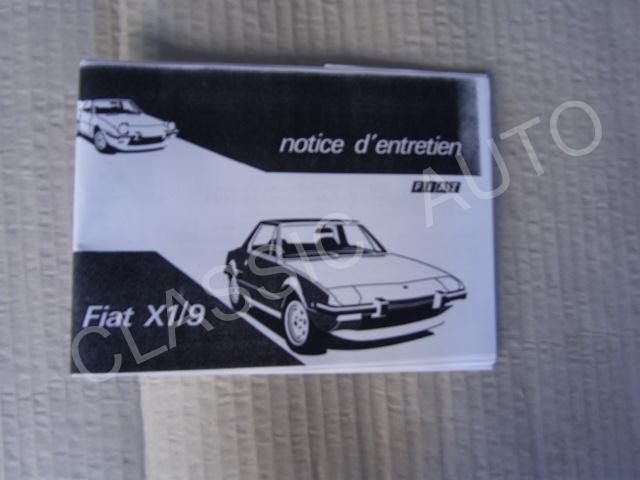 notice d'entretien
FIAT
Fiat X1/9
CLASSIC AUTO